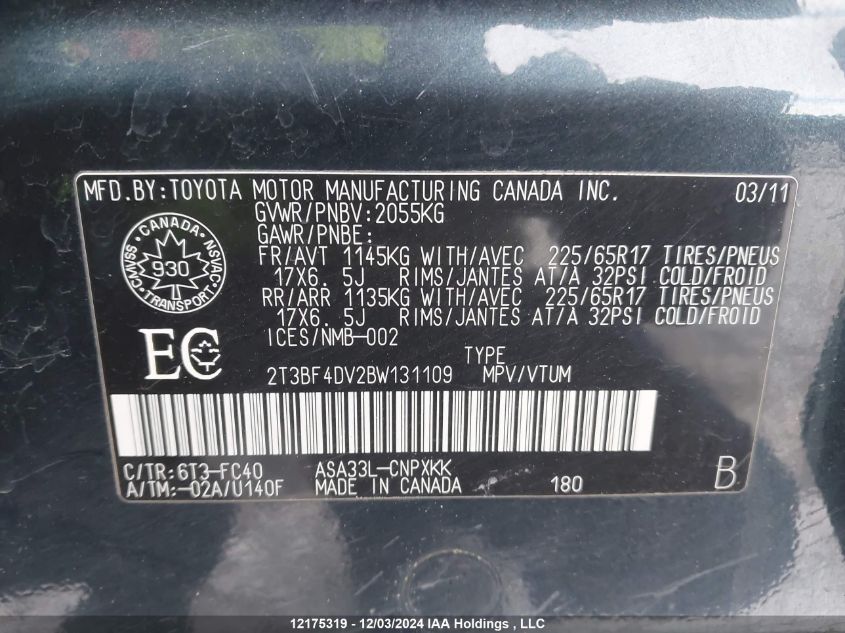 MFD.BY:TOYOTA MOTOR MANUFACTURING CANADA INC. 03/11
GVWR/PNBV:2055KG
GAWR/PNBE:
FR/AVT 1145KG WITH/AVEC 225/65R17 TIRES/PNEUS
17X6. 5J RIMS/JANTES AT/A 32PSI COLD/FROID
RR/ARR 1135KG WITH/AVEC 225/65R17 TIRES/PNEUS
17X6. 5J RIMS/JANTES AT/A 32PSI COLD/FROID
ICES/NMB-002
CANADA
CMVSS 930 NSVAC
TRANSPORT
EC
TYPE
2T3BF4DV2BW131109 MPV/VTUM
C/TR:6T3-FC40 ASA33L-CNPXKK
A/TM:-02A/U140F MADE IN CANADA 180 B
12175319 - 12/03/2024 IAA Holdings , LLC